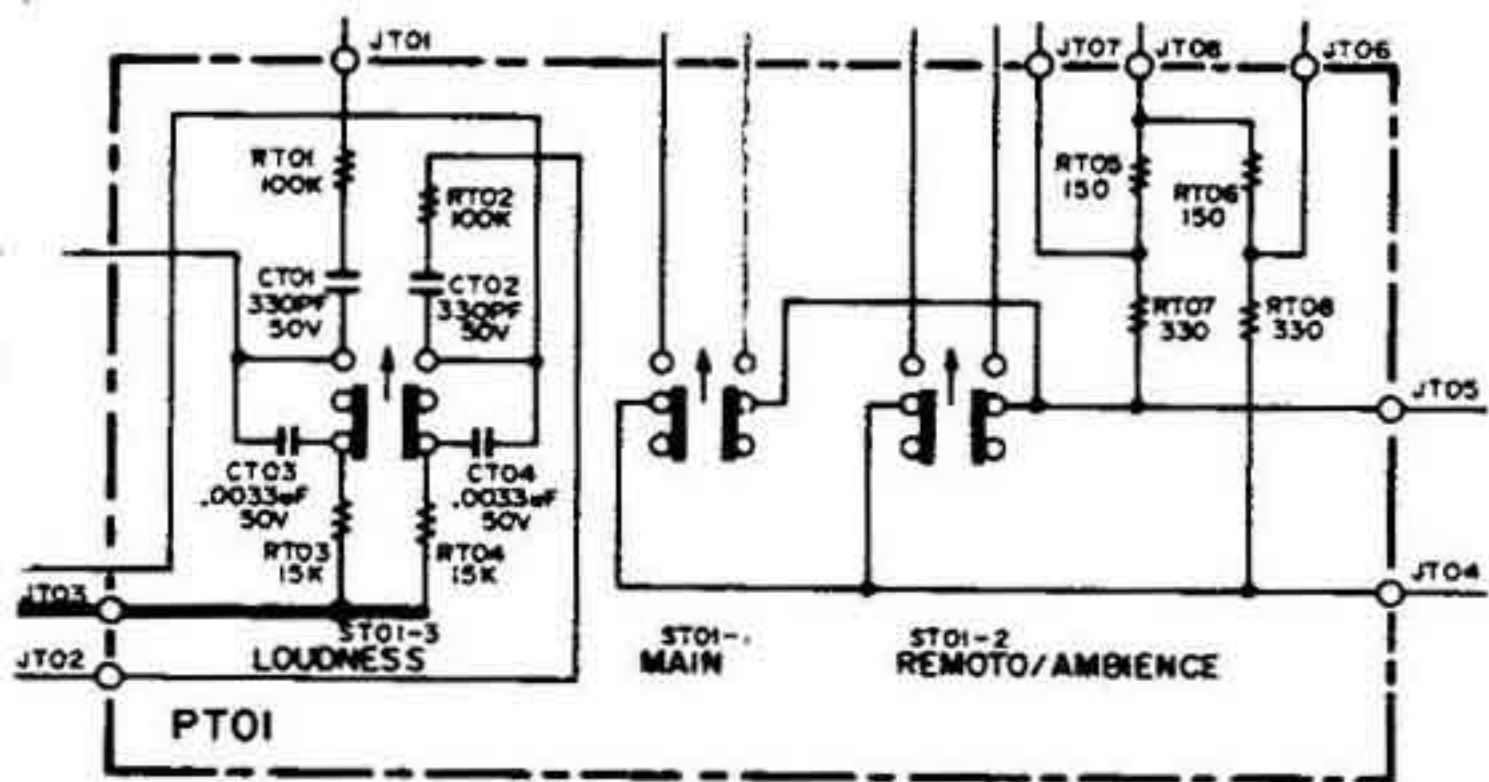 JT01
JT07
JT08
JT06
RT01
100K
RT02
100K
RT05
150
RT06
150
CT01
330PF
50V
CT02
330PF
50V
RT07
330
RT08
330
JT05
CT03
.0033
50V
CT04
.0033
50V
RT03
15K
RT04
15K
JT04
JT03
ST01-3
LOUDNESS
ST01-
MAIN
ST01-2
REMOTO/AMBIENCE
JT02
PT01